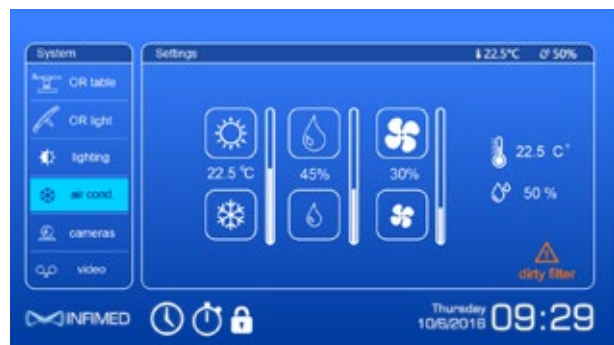 System
OR table
OR light
lighting
air cond.
cameras
video
Settings
22.5°C 50%
22.5 °C 45% 30%
22.5 C°
50 %
dirty filter
INFIMED
Thursday
10/6/2016
09:29